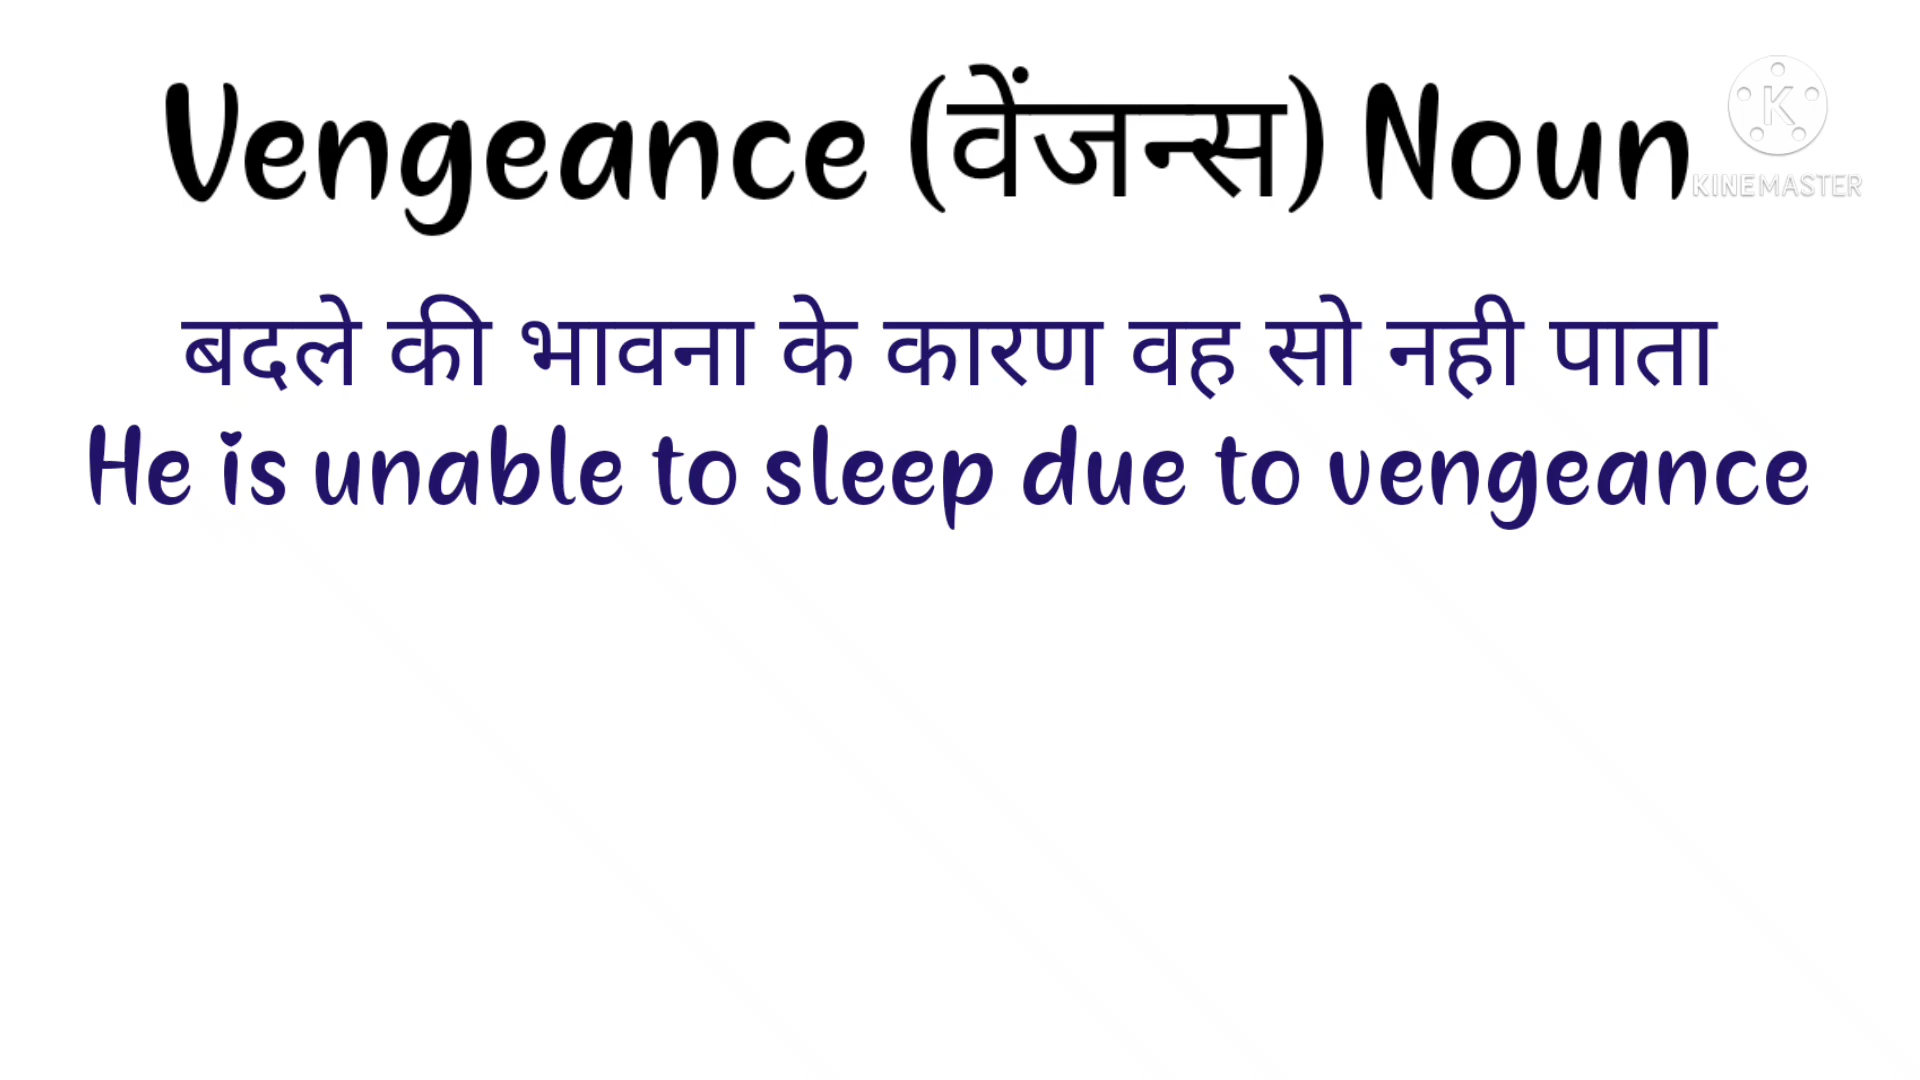 Vengeance (वेंजन्स) Noun
K
KINEMASTER
बदले की भावना के कारण वह सो नही पाता
He is unable to sleep due to vengeance